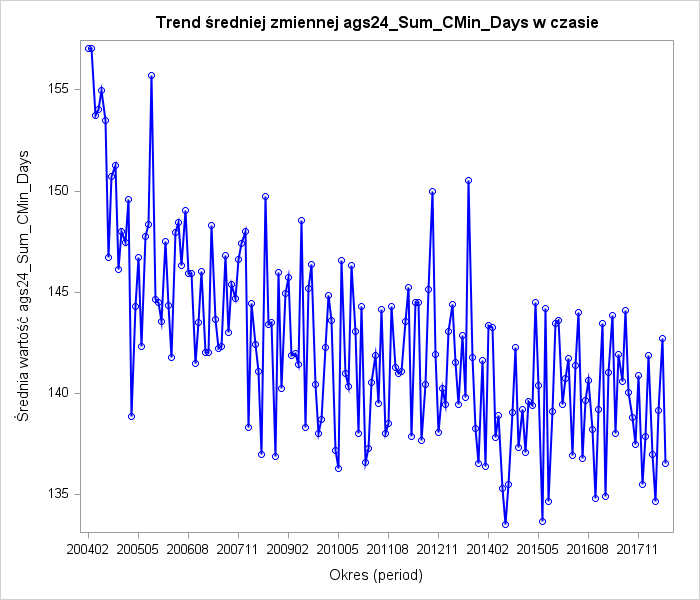 Trend średniej zmiennej ags24_Sum_CMin_Days w czasie
Średnia wartość ags24_Sum_CMin_Days
155
150
145
140
135
200402 200505 200608 200711 200902 201005 201108 201211 201402 201505 201608 201711
Okres (period)